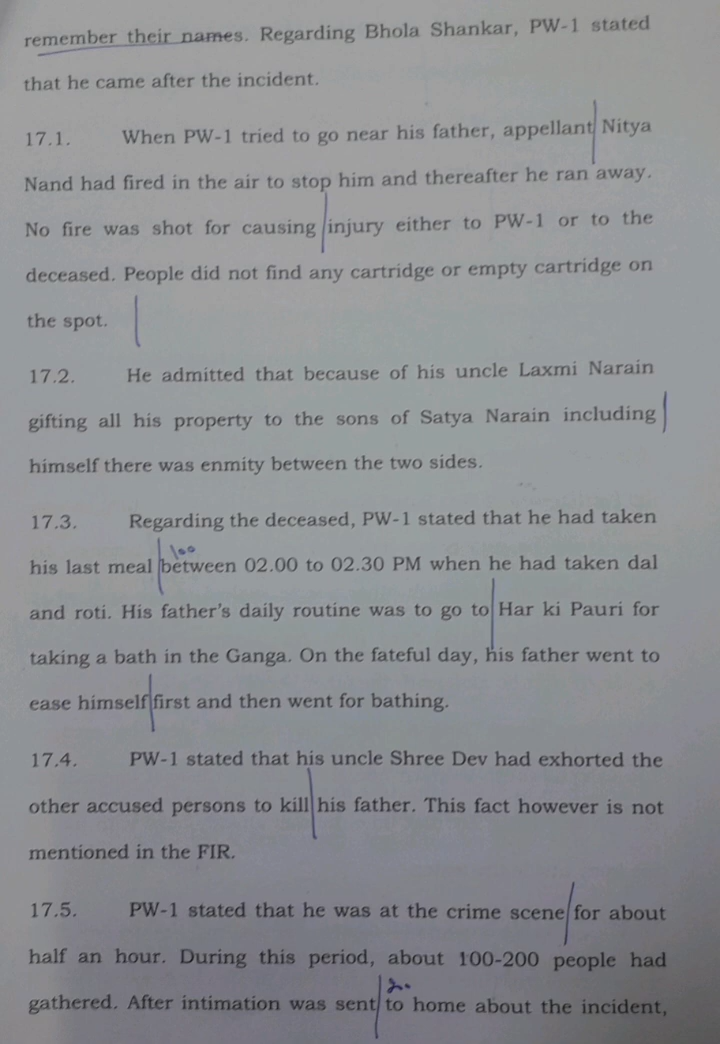 remember their names. Regarding Bhola Shankar, PW-1 stated
that he came after the incident.
17.1. When PW-1 tried to go near his father, appellant Nitya
Nand had fired in the air to stop him and thereafter he ran away.
No fire was shot for causing injury either to PW-1 or to the
deceased. People did not find any cartridge or empty cartridge on
the spot.
17.2. He admitted that because of his uncle Laxmi Narain
gifting all his property to the sons of Satya Narain including
himself there was enmity between the two sides.
17.3. Regarding the deceased, PW-1 stated that he had taken
100
his last meal between 02.00 to 02.30 PM when he had taken dal
and roti. His father's daily routine was to go to Har ki Pauri for
taking a bath in the Ganga. On the fateful day, his father went to
ease himself first and then went for bathing.
17.4. PW-1 stated that his uncle Shree Dev had exhorted the
other accused persons to kill his father. This fact however is not
mentioned in the FIR.
17.5. PW-1 stated that he was at the crime scene for about
half an hour. During this period, about 100-200 people had
20
gathered. After intimation was sent to home about the incident,